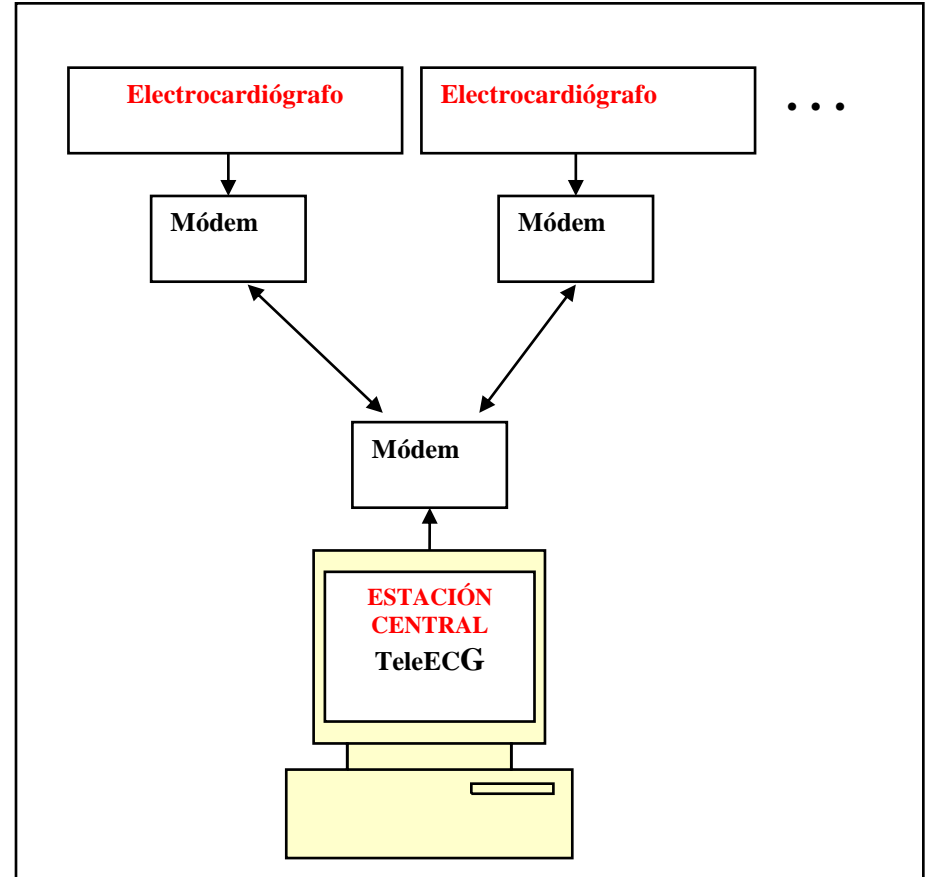 Electrocardiógrafo
Electrocardiógrafo
. . .
Módem
Módem
Módem
ESTACIÓN
CENTRAL
TeleECG